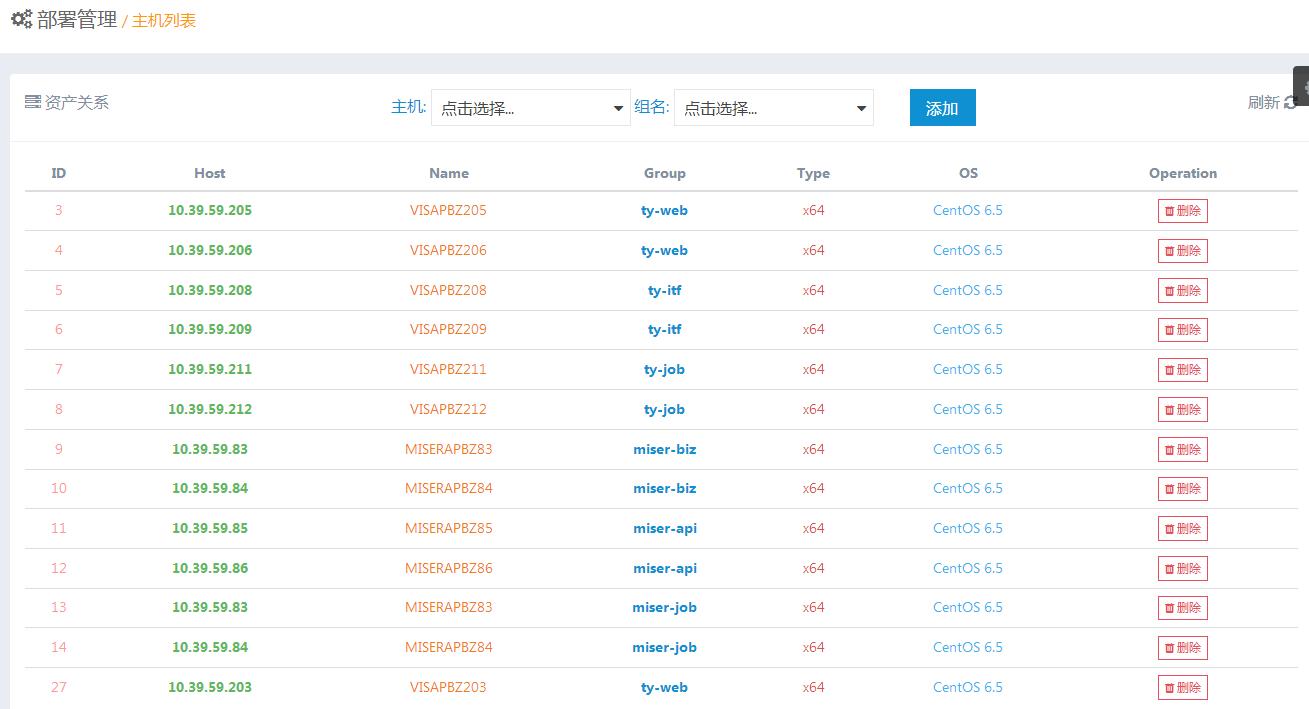 部署管理 / 主机列表
资产关系 主机: 点击选择... 组名: 点击选择... 添加 刷新
ID Host Name Group Type OS Operation
3 10.39.59.205 VISAPBZ205 ty-web x64 CentOS 6.5 删除
4 10.39.59.206 VISAPBZ206 ty-web x64 CentOS 6.5 删除
5 10.39.59.208 VISAPBZ208 ty-itf x64 CentOS 6.5 删除
6 10.39.59.209 VISAPBZ209 ty-itf x64 CentOS 6.5 删除
7 10.39.59.211 VISAPBZ211 ty-job x64 CentOS 6.5 删除
8 10.39.59.212 VISAPBZ212 ty-job x64 CentOS 6.5 删除
9 10.39.59.83 MISERAPBZ83 miser-biz x64 CentOS 6.5 删除
10 10.39.59.84 MISERAPBZ84 miser-biz x64 CentOS 6.5 删除
11 10.39.59.85 MISERAPBZ85 miser-api x64 CentOS 6.5 删除
12 10.39.59.86 MISERAPBZ86 miser-api x64 CentOS 6.5 删除
13 10.39.59.83 MISERAPBZ83 miser-job x64 CentOS 6.5 删除
14 10.39.59.84 MISERAPBZ84 miser-job x64 CentOS 6.5 删除
27 10.39.59.203 VISAPBZ203 ty-web x64 CentOS 6.5 删除